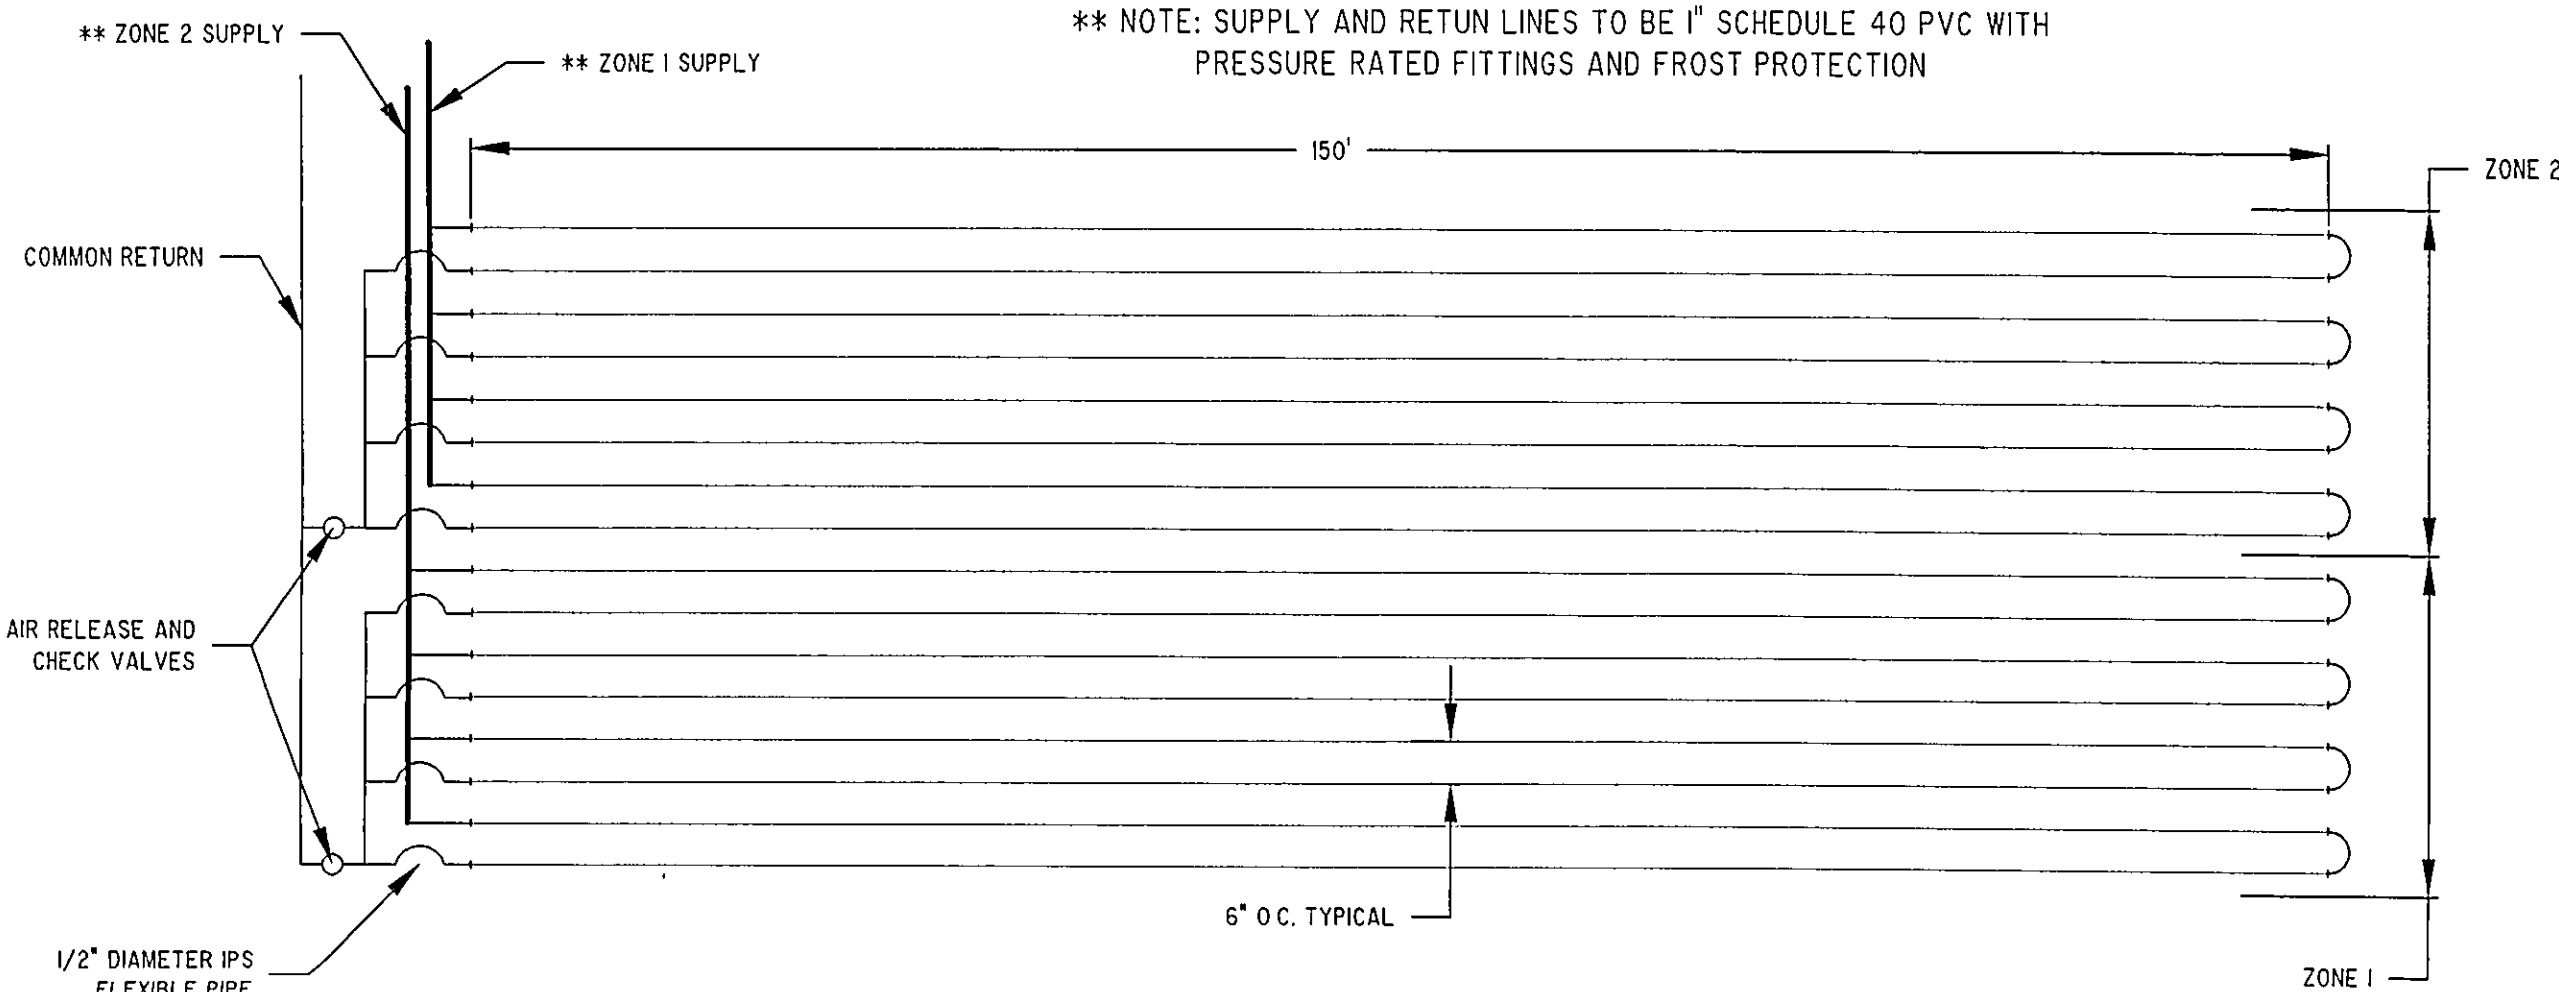 ** NOTE: SUPPLY AND RETUN LINES TO BE 1" SCHEDULE 40 PVC WITH
PRESSURE RATED FITTINGS AND FROST PROTECTION
** ZONE 2 SUPPLY
** ZONE 1 SUPPLY
150'
ZONE 2
COMMON RETURN
AIR RELEASE AND
CHECK VALVES
6" O C. TYPICAL
1/2" DIAMETER IPS
FLEXIBLE PIPE
ZONE 1